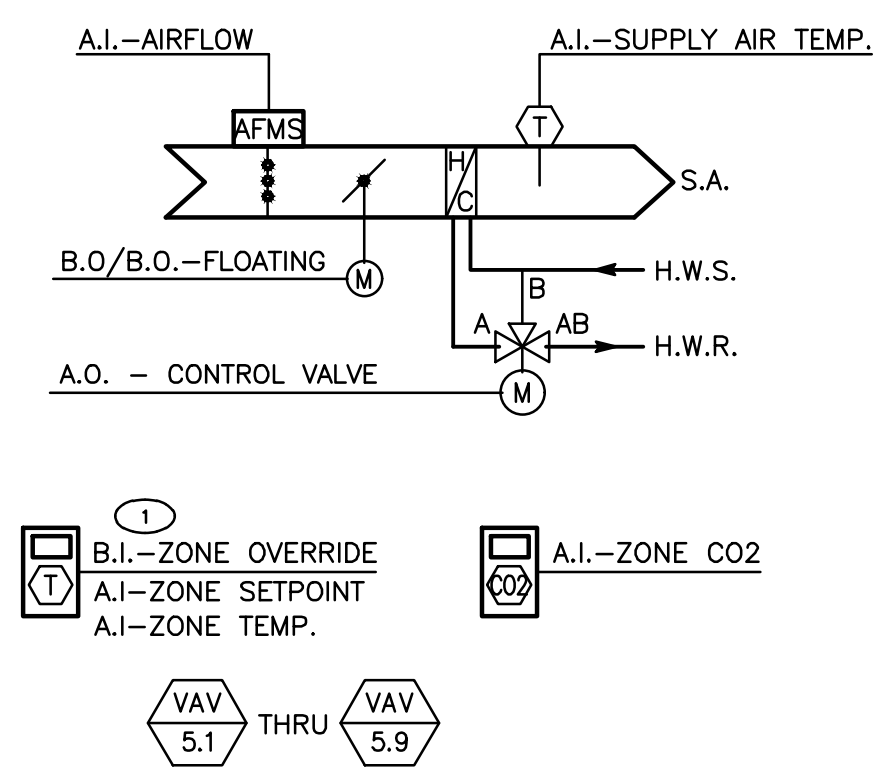 A.I.-AIRFLOW
A.I.-SUPPLY AIR TEMP.
AFMS
T
H
C
S.A.
B.O/B.O.-FLOATING
M
H.W.S.
B
A
AB
H.W.R.
A.O. - CONTROL VALVE
M
1
B.I.-ZONE OVERRIDE
T
A.I-ZONE SETPOINT
A.I-ZONE TEMP.
A.I.-ZONE CO2
CO2
VAV
5.1
THRU
VAV
5.9